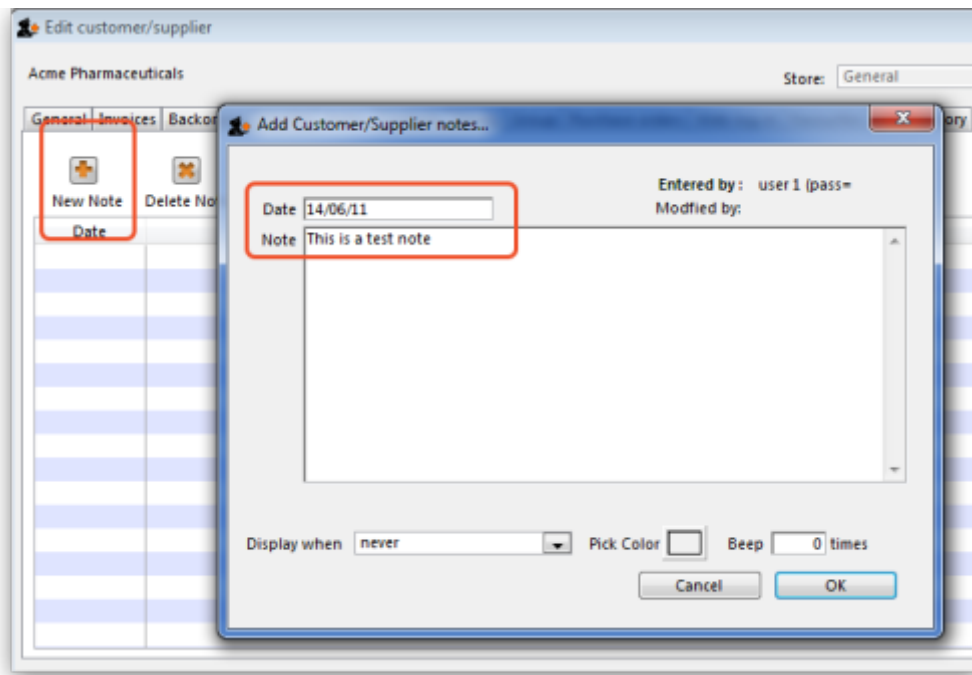 Edit customer/supplier
Acme Pharmaceuticals
Store: General
General Invoices Backor
ory
New Note Delete No
Date
Add Customer/Supplier notes...
Entered by: user 1 (pass=
Modfied by:
Date 14/06/11
Note This is a test note
Display when never Pick Color Beep 0 times
Cancel OK